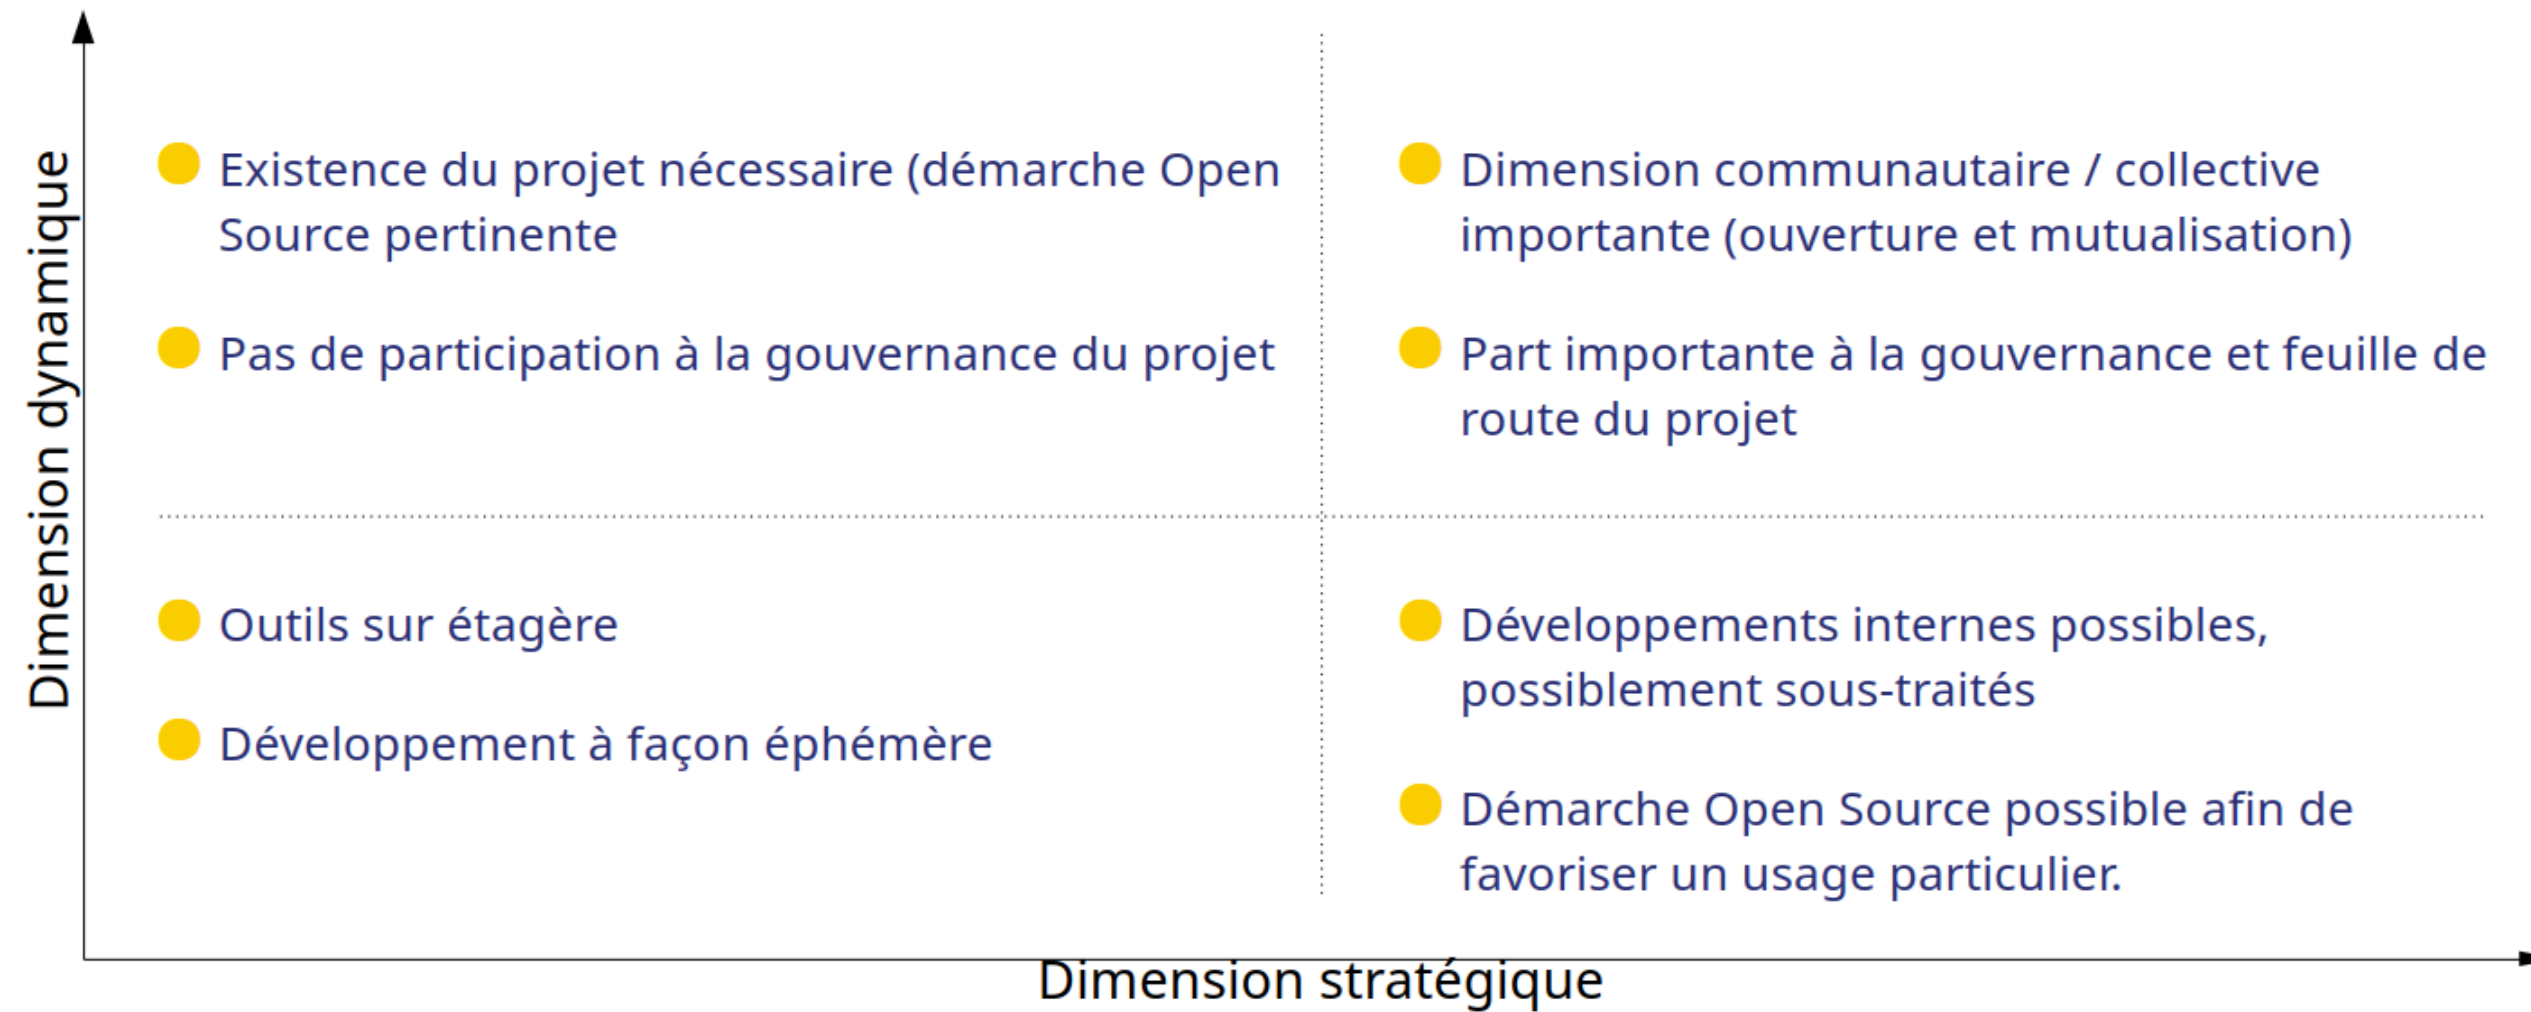 Dimension dynamique
Existence du projet nécessaire (démarche Open
Source pertinente
Pas de participation à la gouvernance du projet
Dimension communautaire / collective
importante (ouverture et mutualisation)
Part importante à la gouvernance et feuille de
route du projet
Outils sur étagère
Développement à façon éphémère
Développements internes possibles,
possiblement sous-traités
Démarche Open Source possible afin de
favoriser un usage particulier.
Dimension stratégique